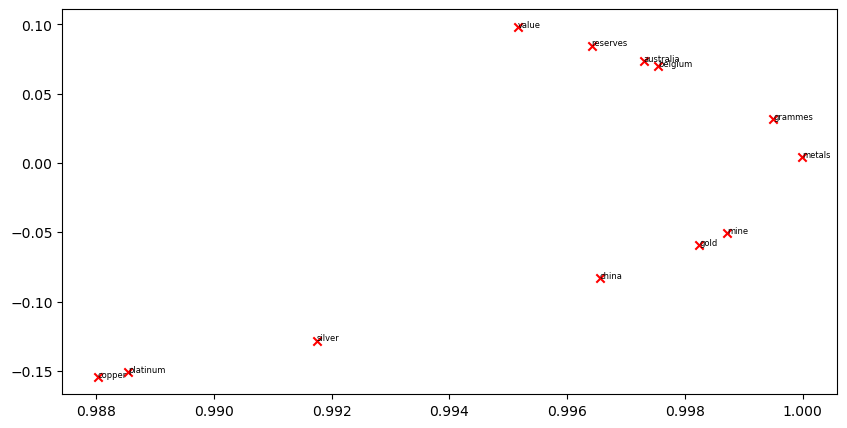 0.10
value
reserves
australia
belgium
0.05
grammes
0.00
metals
−0.05
mine
gold
china
−0.10
silver
−0.15
copper
platinum
0.988 0.990 0.992 0.994 0.996 0.998 1.000